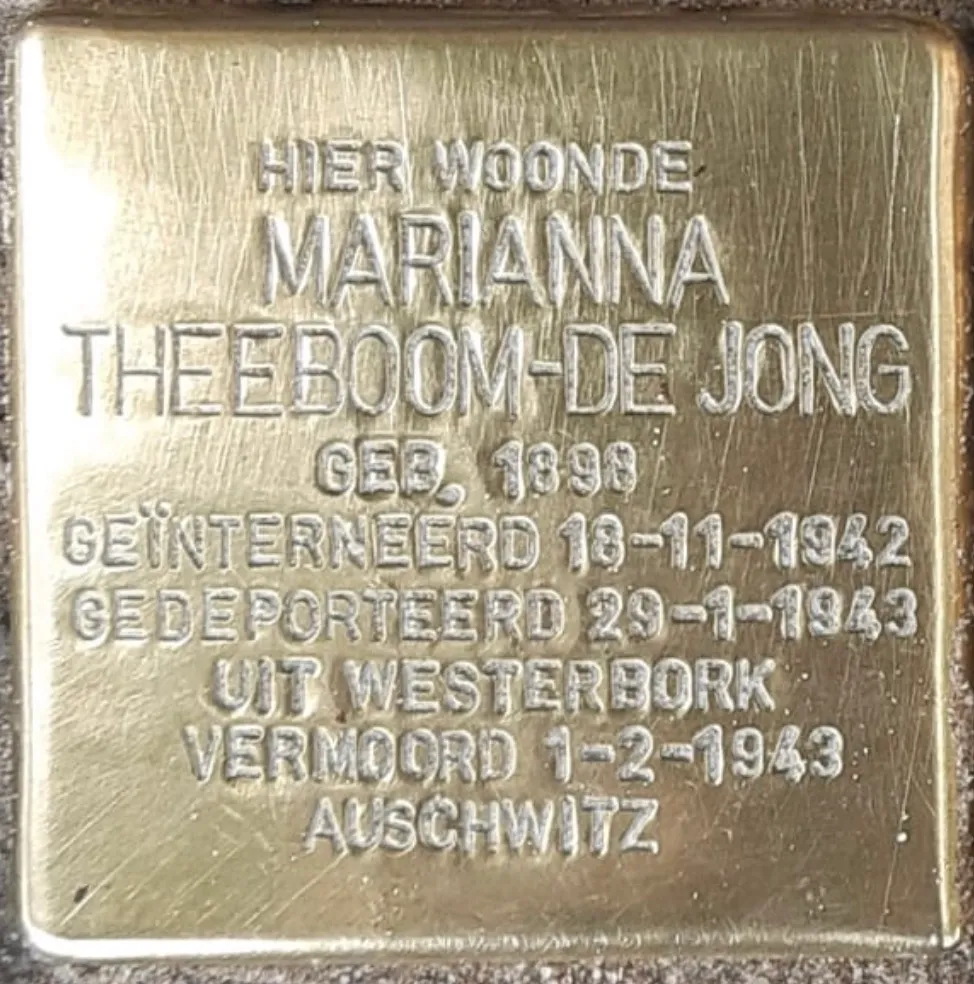 HIER WOONDE
MARIANNA
THEEBOOM-DE JONG
GEB. 1898
GEÏNTERNEERD 18-11-1942
GEDEPORTEERD 29-1-1943
UIT WESTERBORK
VERMOORD 1-2-1943
AUSCHWITZ